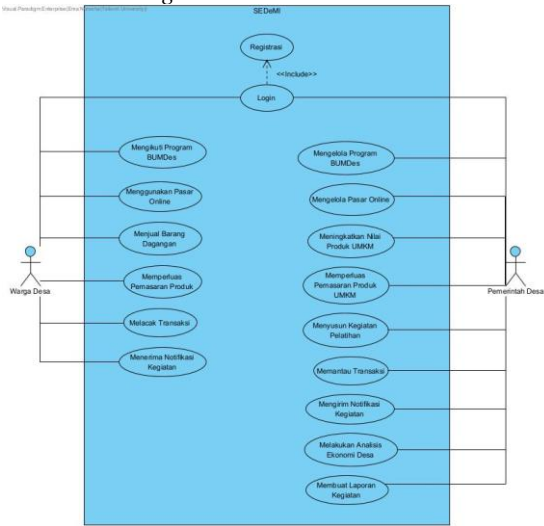 SEDeMI
Registrasi
<<Include>>
Login
Mengikuti Program
BUMDes
Menggunakan Pasar
Online
Menjual Barang
Dagangan
Memperluas
Pemasaran Produk
Melacak Transaksi
Menerima Notifikasi
Kegiatan
Mengelola Program
BUMDes
Mengelola Pasar Online
Meningkatkan Nilai
Produk UMKM
Memperluas
Pemasaran Produk
UMKM
Menyusun Kegiatan
Pelatihan
Memantau Transaksi
Mengirim Notifikasi
Kegiatan
Melakukan Analisis
Ekonomi Desa
Membuat Laporan
Kegiatan
Warga Desa
Pemerintah Desa